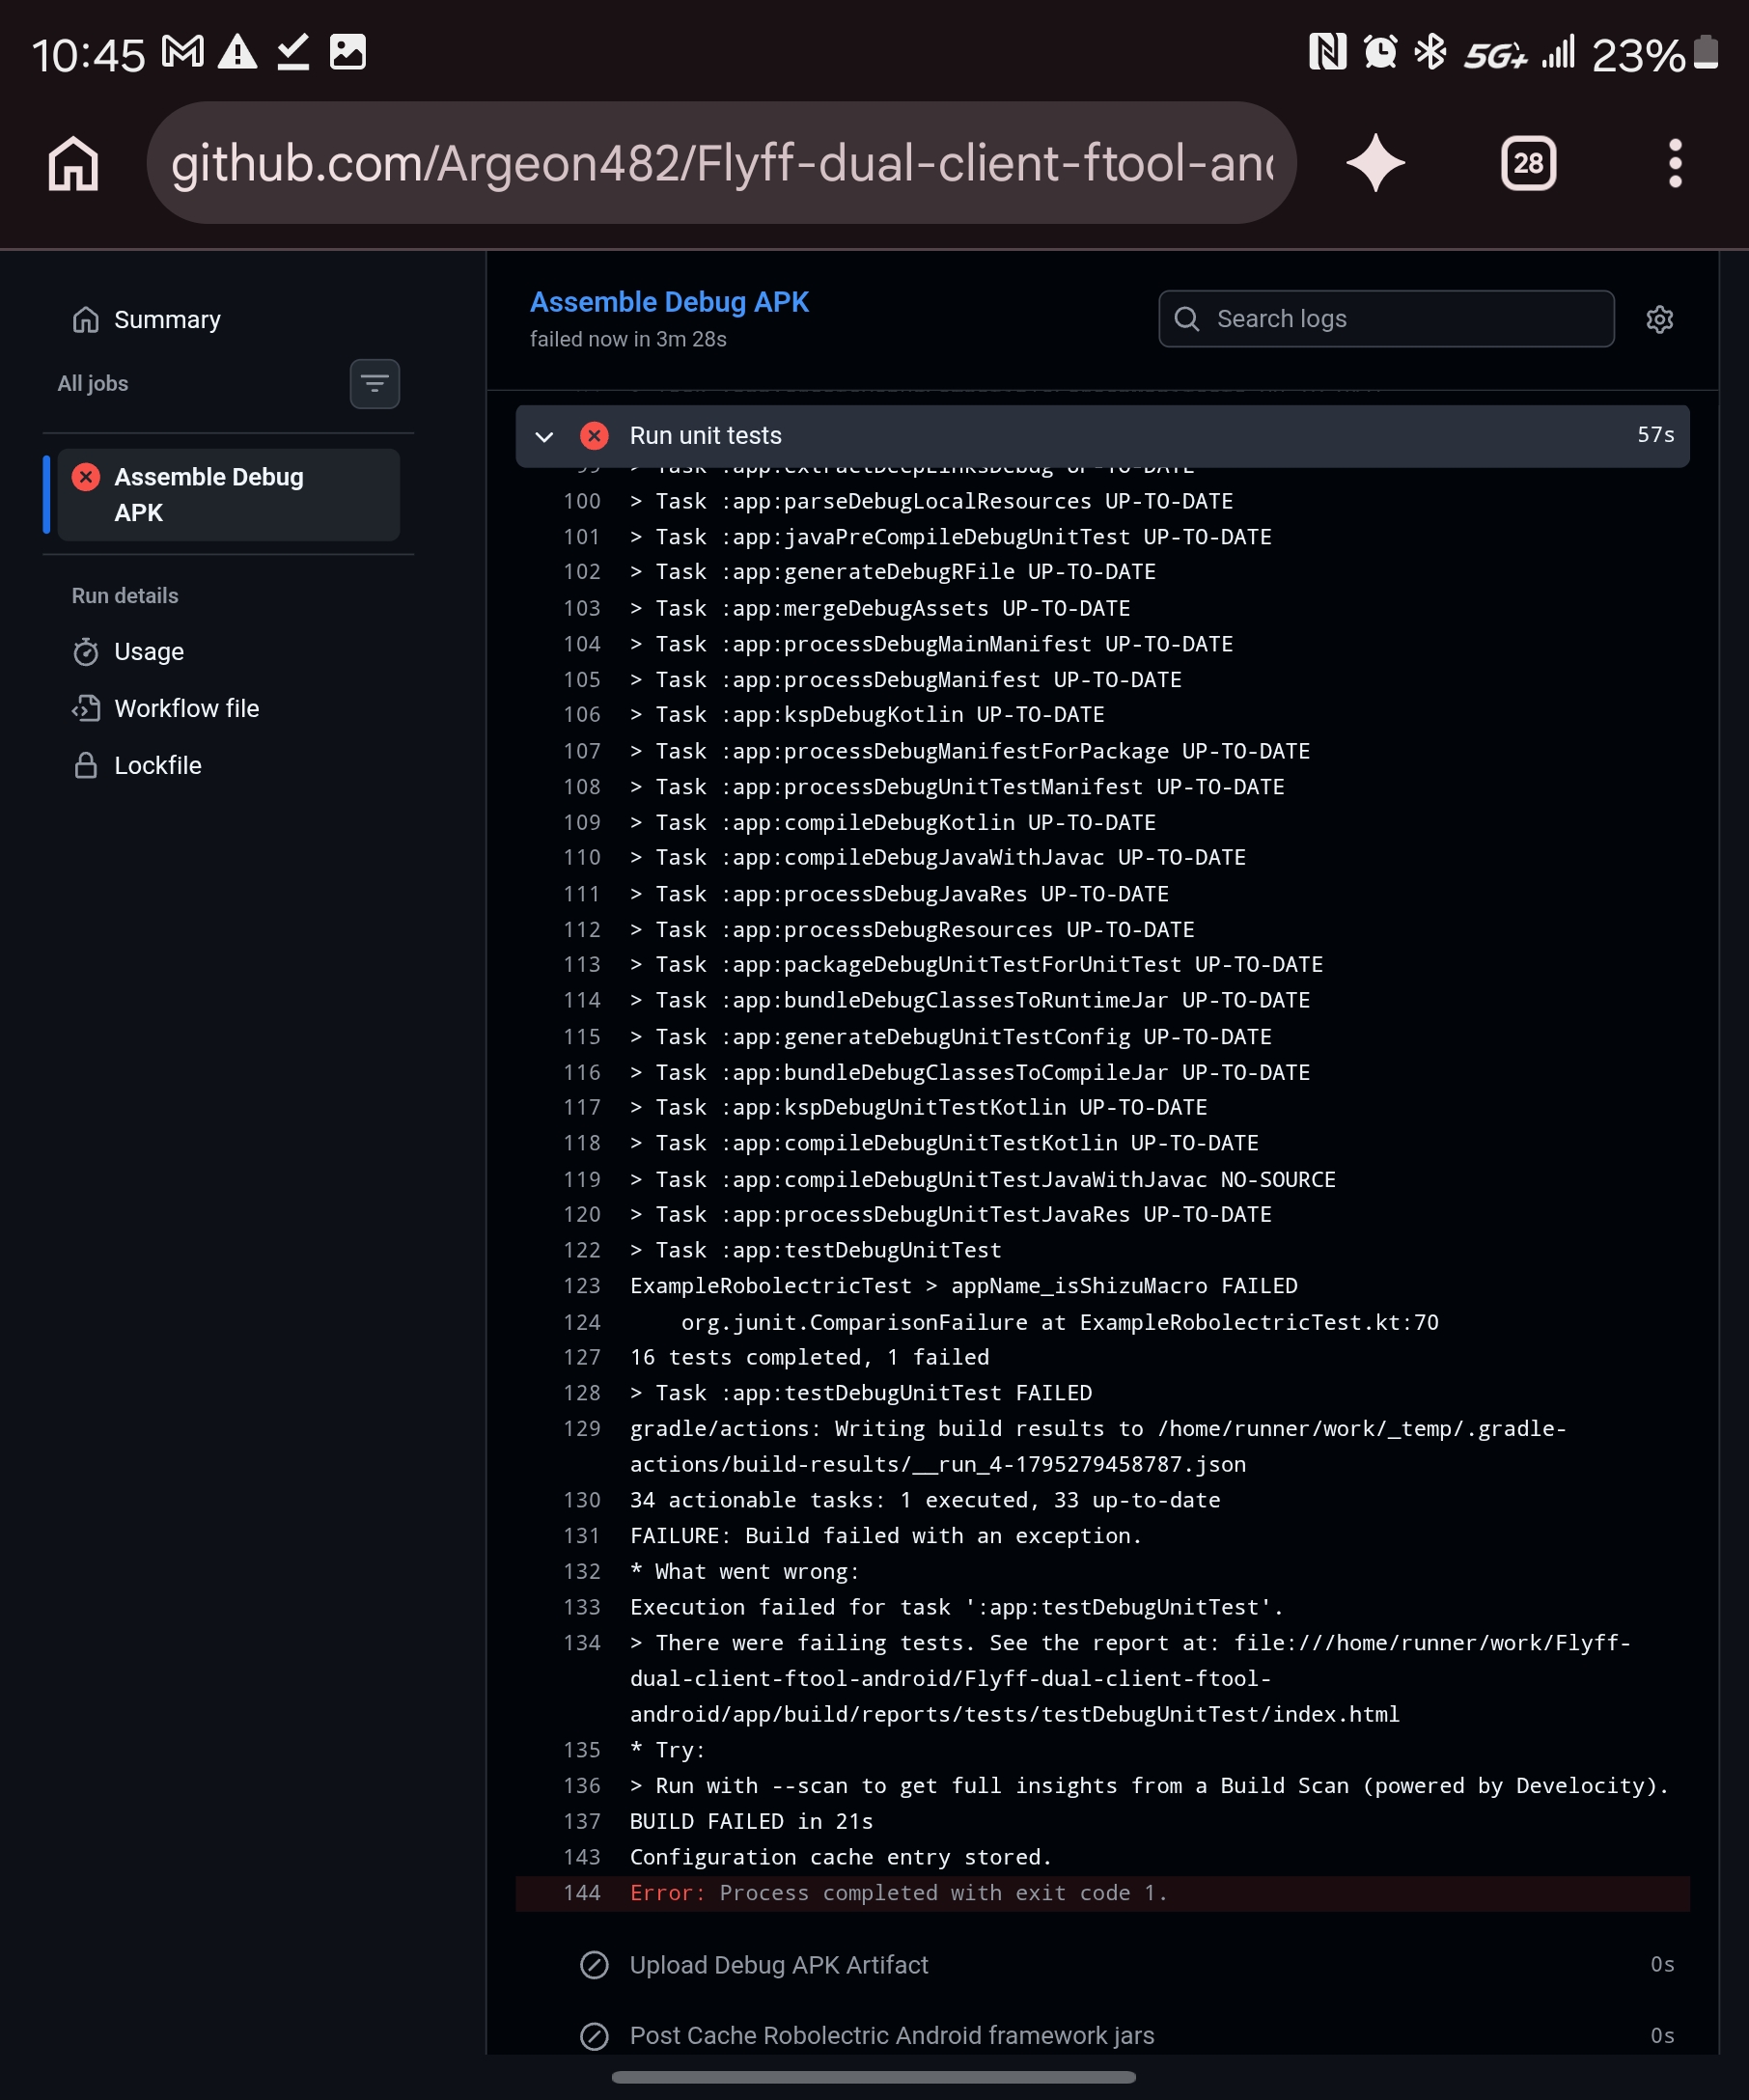 10:45
5G+ 23%
github.com/Argeon482/Flyff-dual-client-ftool-and
28
Summary
All jobs
Assemble Debug
APK
Run details
Usage
Workflow file
Lockfile
Assemble Debug APK
failed now in 3m 28s
Search logs
Run unit tests 57s
99 > Task :app:extractDeepLinksDebug UP-TO-DATE
100 > Task :app:parseDebugLocalResources UP-TO-DATE
101 > Task :app:javaPreCompileDebugUnitTest UP-TO-DATE
102 > Task :app:generateDebugRFile UP-TO-DATE
103 > Task :app:mergeDebugAssets UP-TO-DATE
104 > Task :app:processDebugMainManifest UP-TO-DATE
105 > Task :app:processDebugManifest UP-TO-DATE
106 > Task :app:kspDebugKotlin UP-TO-DATE
107 > Task :app:processDebugManifestForPackage UP-TO-DATE
108 > Task :app:processDebugUnitTestManifest UP-TO-DATE
109 > Task :app:compileDebugKotlin UP-TO-DATE
110 > Task :app:compileDebugJavaWithJavac UP-TO-DATE
111 > Task :app:processDebugJavaRes UP-TO-DATE
112 > Task :app:processDebugResources UP-TO-DATE
113 > Task :app:packageDebugUnitTestForUnitTest UP-TO-DATE
114 > Task :app:bundleDebugClassesToRuntimeJar UP-TO-DATE
115 > Task :app:generateDebugUnitTestConfig UP-TO-DATE
116 > Task :app:bundleDebugClassesToCompileJar UP-TO-DATE
117 > Task :app:kspDebugUnitTestKotlin UP-TO-DATE
118 > Task :app:compileDebugUnitTestKotlin UP-TO-DATE
119 > Task :app:compileDebugUnitTestJavaWithJavac NO-SOURCE
120 > Task :app:processDebugUnitTestJavaRes UP-TO-DATE
122 > Task :app:testDebugUnitTest
123 ExampleRobolectricTest > appName_isShizuMacro FAILED
124 org.junit.ComparisonFailure at ExampleRobolectricTest.kt:70
127 16 tests completed, 1 failed
128 > Task :app:testDebugUnitTest FAILED
129 gradle/actions: Writing build results to /home/runner/work/_temp/.gradle-
actions/build-results/__run_4-1795279458787.json
130 34 actionable tasks: 1 executed, 33 up-to-date
131 FAILURE: Build failed with an exception.
132 * What went wrong:
133 Execution failed for task ':app:testDebugUnitTest'.
134 > There were failing tests. See the report at: file:///home/runner/work/Flyff-
dual-client-ftool-android/Flyff-dual-client-ftool-
android/app/build/reports/tests/testDebugUnitTest/index.html
135 * Try:
136 > Run with --scan to get full insights from a Build Scan (powered by Develocity).
137 BUILD FAILED in 21s
143 Configuration cache entry stored.
144 Error: Process completed with exit code 1.
Upload Debug APK Artifact 0s
Post Cache Robolectric Android framework jars 0s